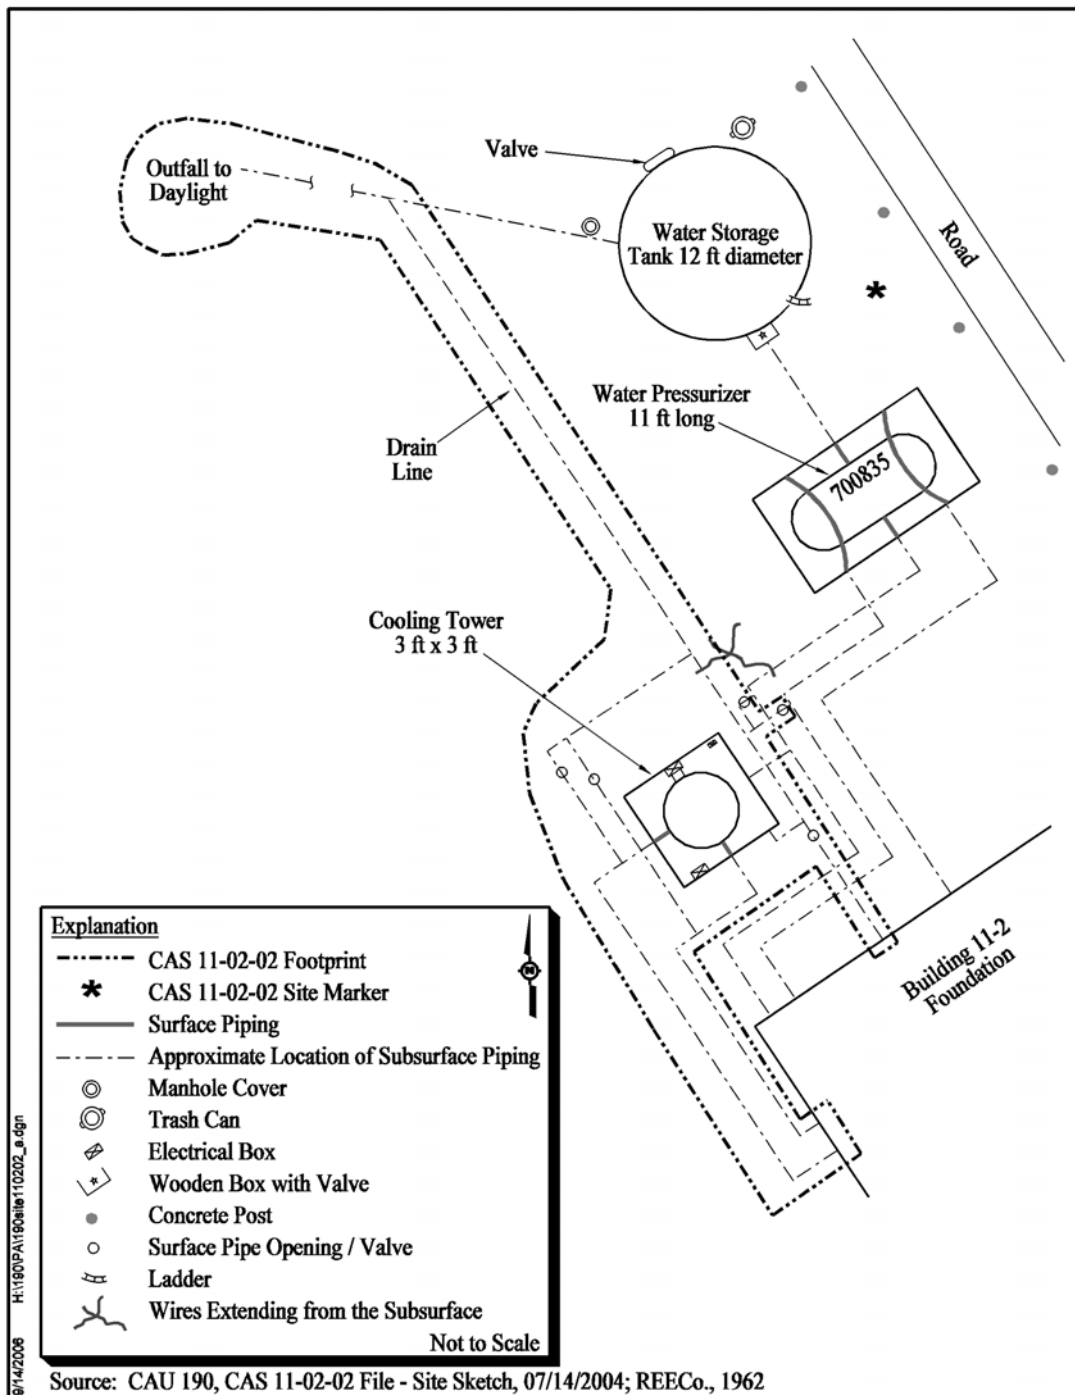 Outfall to
Daylight
Valve
Water Storage
Tank 12 ft diameter
Road
Water Pressurizer
11 ft long
700835
Drain
Line
Cooling Tower
3 ft x 3 ft
Building 11-2
Foundation
Explanation
CAS 11-02-02 Footprint
CAS 11-02-02 Site Marker
Surface Piping
Approximate Location of Subsurface Piping
Manhole Cover
Trash Can
Electrical Box
Wooden Box with Valve
Concrete Post
Surface Pipe Opening / Valve
Ladder
Wires Extending from the Subsurface
Not to Scale
N
Source: CAU 190, CAS 11-02-02 File - Site Sketch, 07/14/2004; REECo., 1962
9/14/2006 H:\190\PA\190site110202_a.dgn